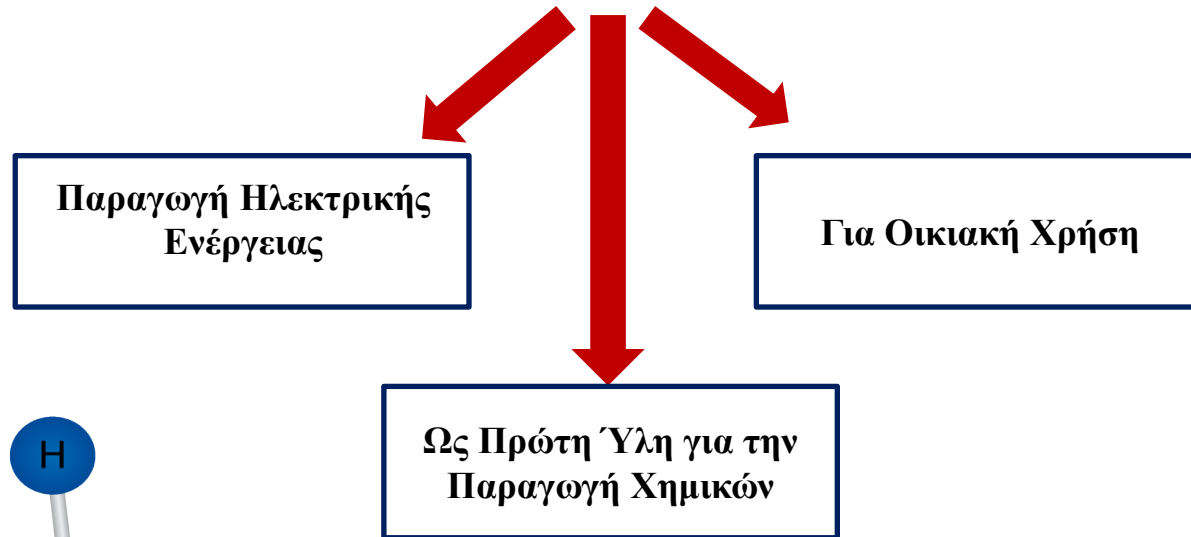 Παραγωγή Ηλεκτρικής
Ενέργειας
Για Οικιακή Χρήση
Ως Πρώτη Ύλη για την
Παραγωγή Χημικών
H